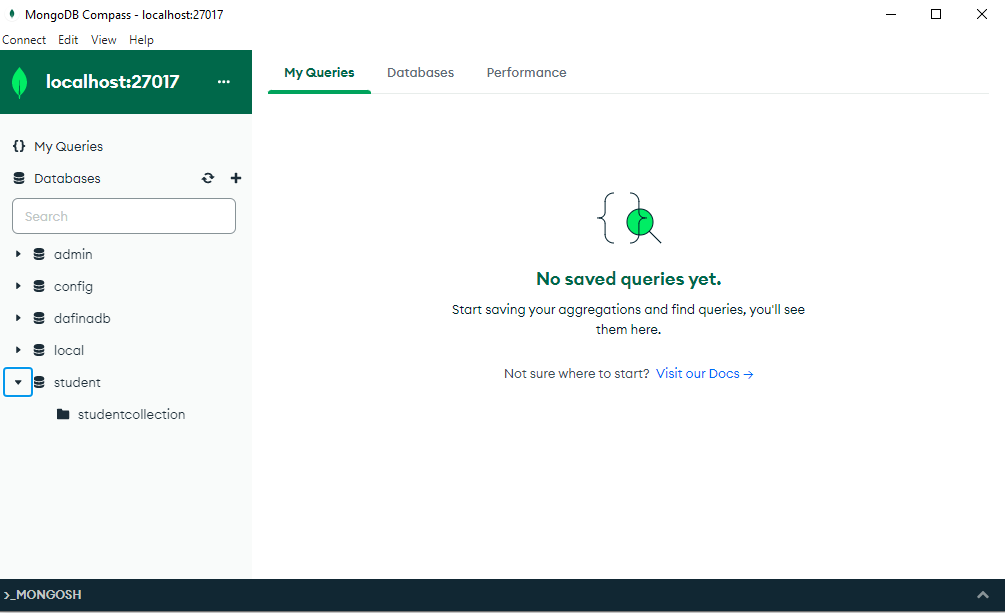 MongoDB Compass - localhost:27017
Connect Edit View Help
localhost:27017 ...
My Queries Databases Performance
{} My Queries
Databases
Search
admin
config
dafinadb
local
student
studentcollection
No saved queries yet.
Start saving your aggregations and find queries, you'll see
them here.
Not sure where to start? Visit our Docs →
>_MONGOSH